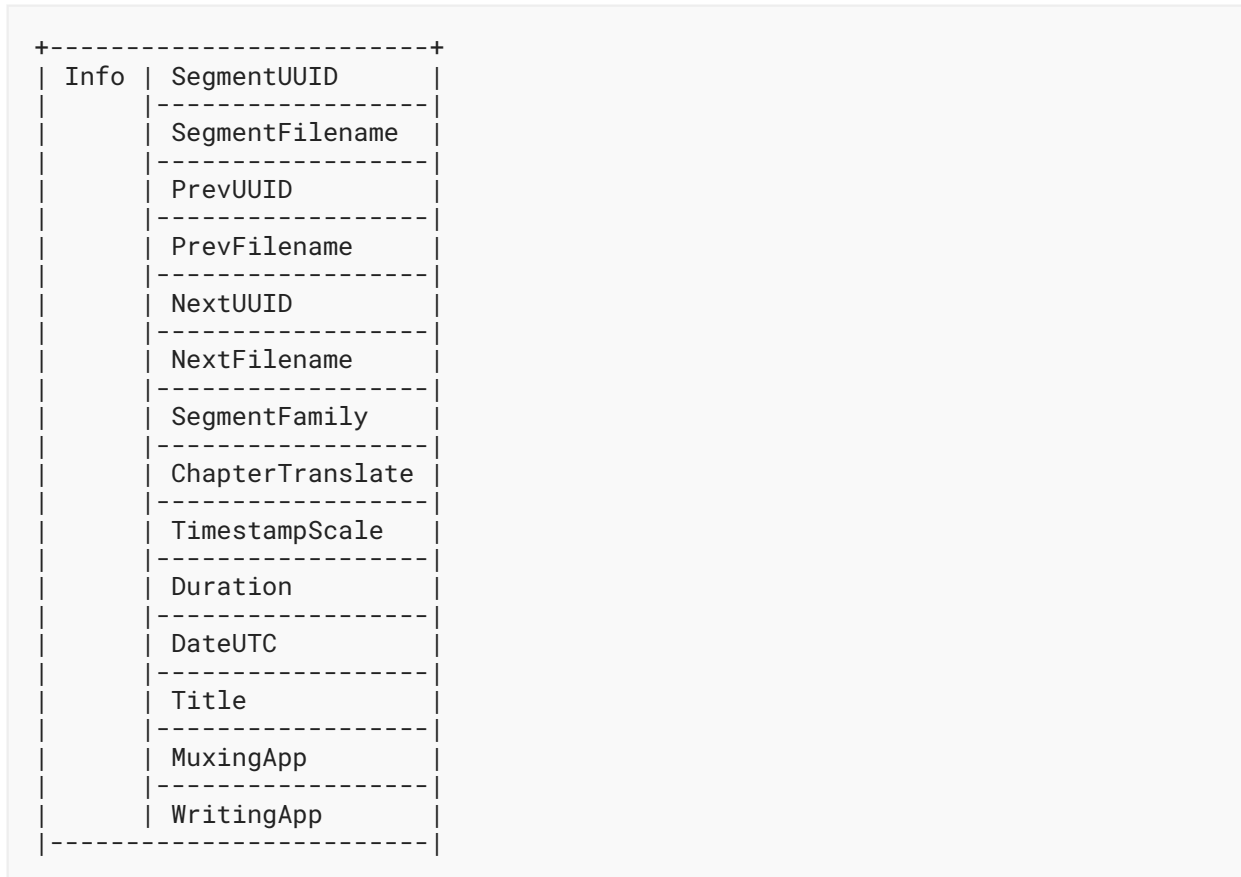 +-------------------------+
| Info | SegmentUUID      |
|      |------------------|
|      | SegmentFilename  |
|      |------------------|
|      | PrevUUID         |
|      |------------------|
|      | PrevFilename     |
|      |------------------|
|      | NextUUID         |
|      |------------------|
|      | NextFilename     |
|      |------------------|
|      | SegmentFamily    |
|      |------------------|
|      | ChapterTranslate |
|      |------------------|
|      | TimestampScale   |
|      |------------------|
|      | Duration         |
|      |------------------|
|      | DateUTC          |
|      |------------------|
|      | Title            |
|      |------------------|
|      | MuxingApp        |
|      |------------------|
|      | WritingApp       |
|-------------------------|